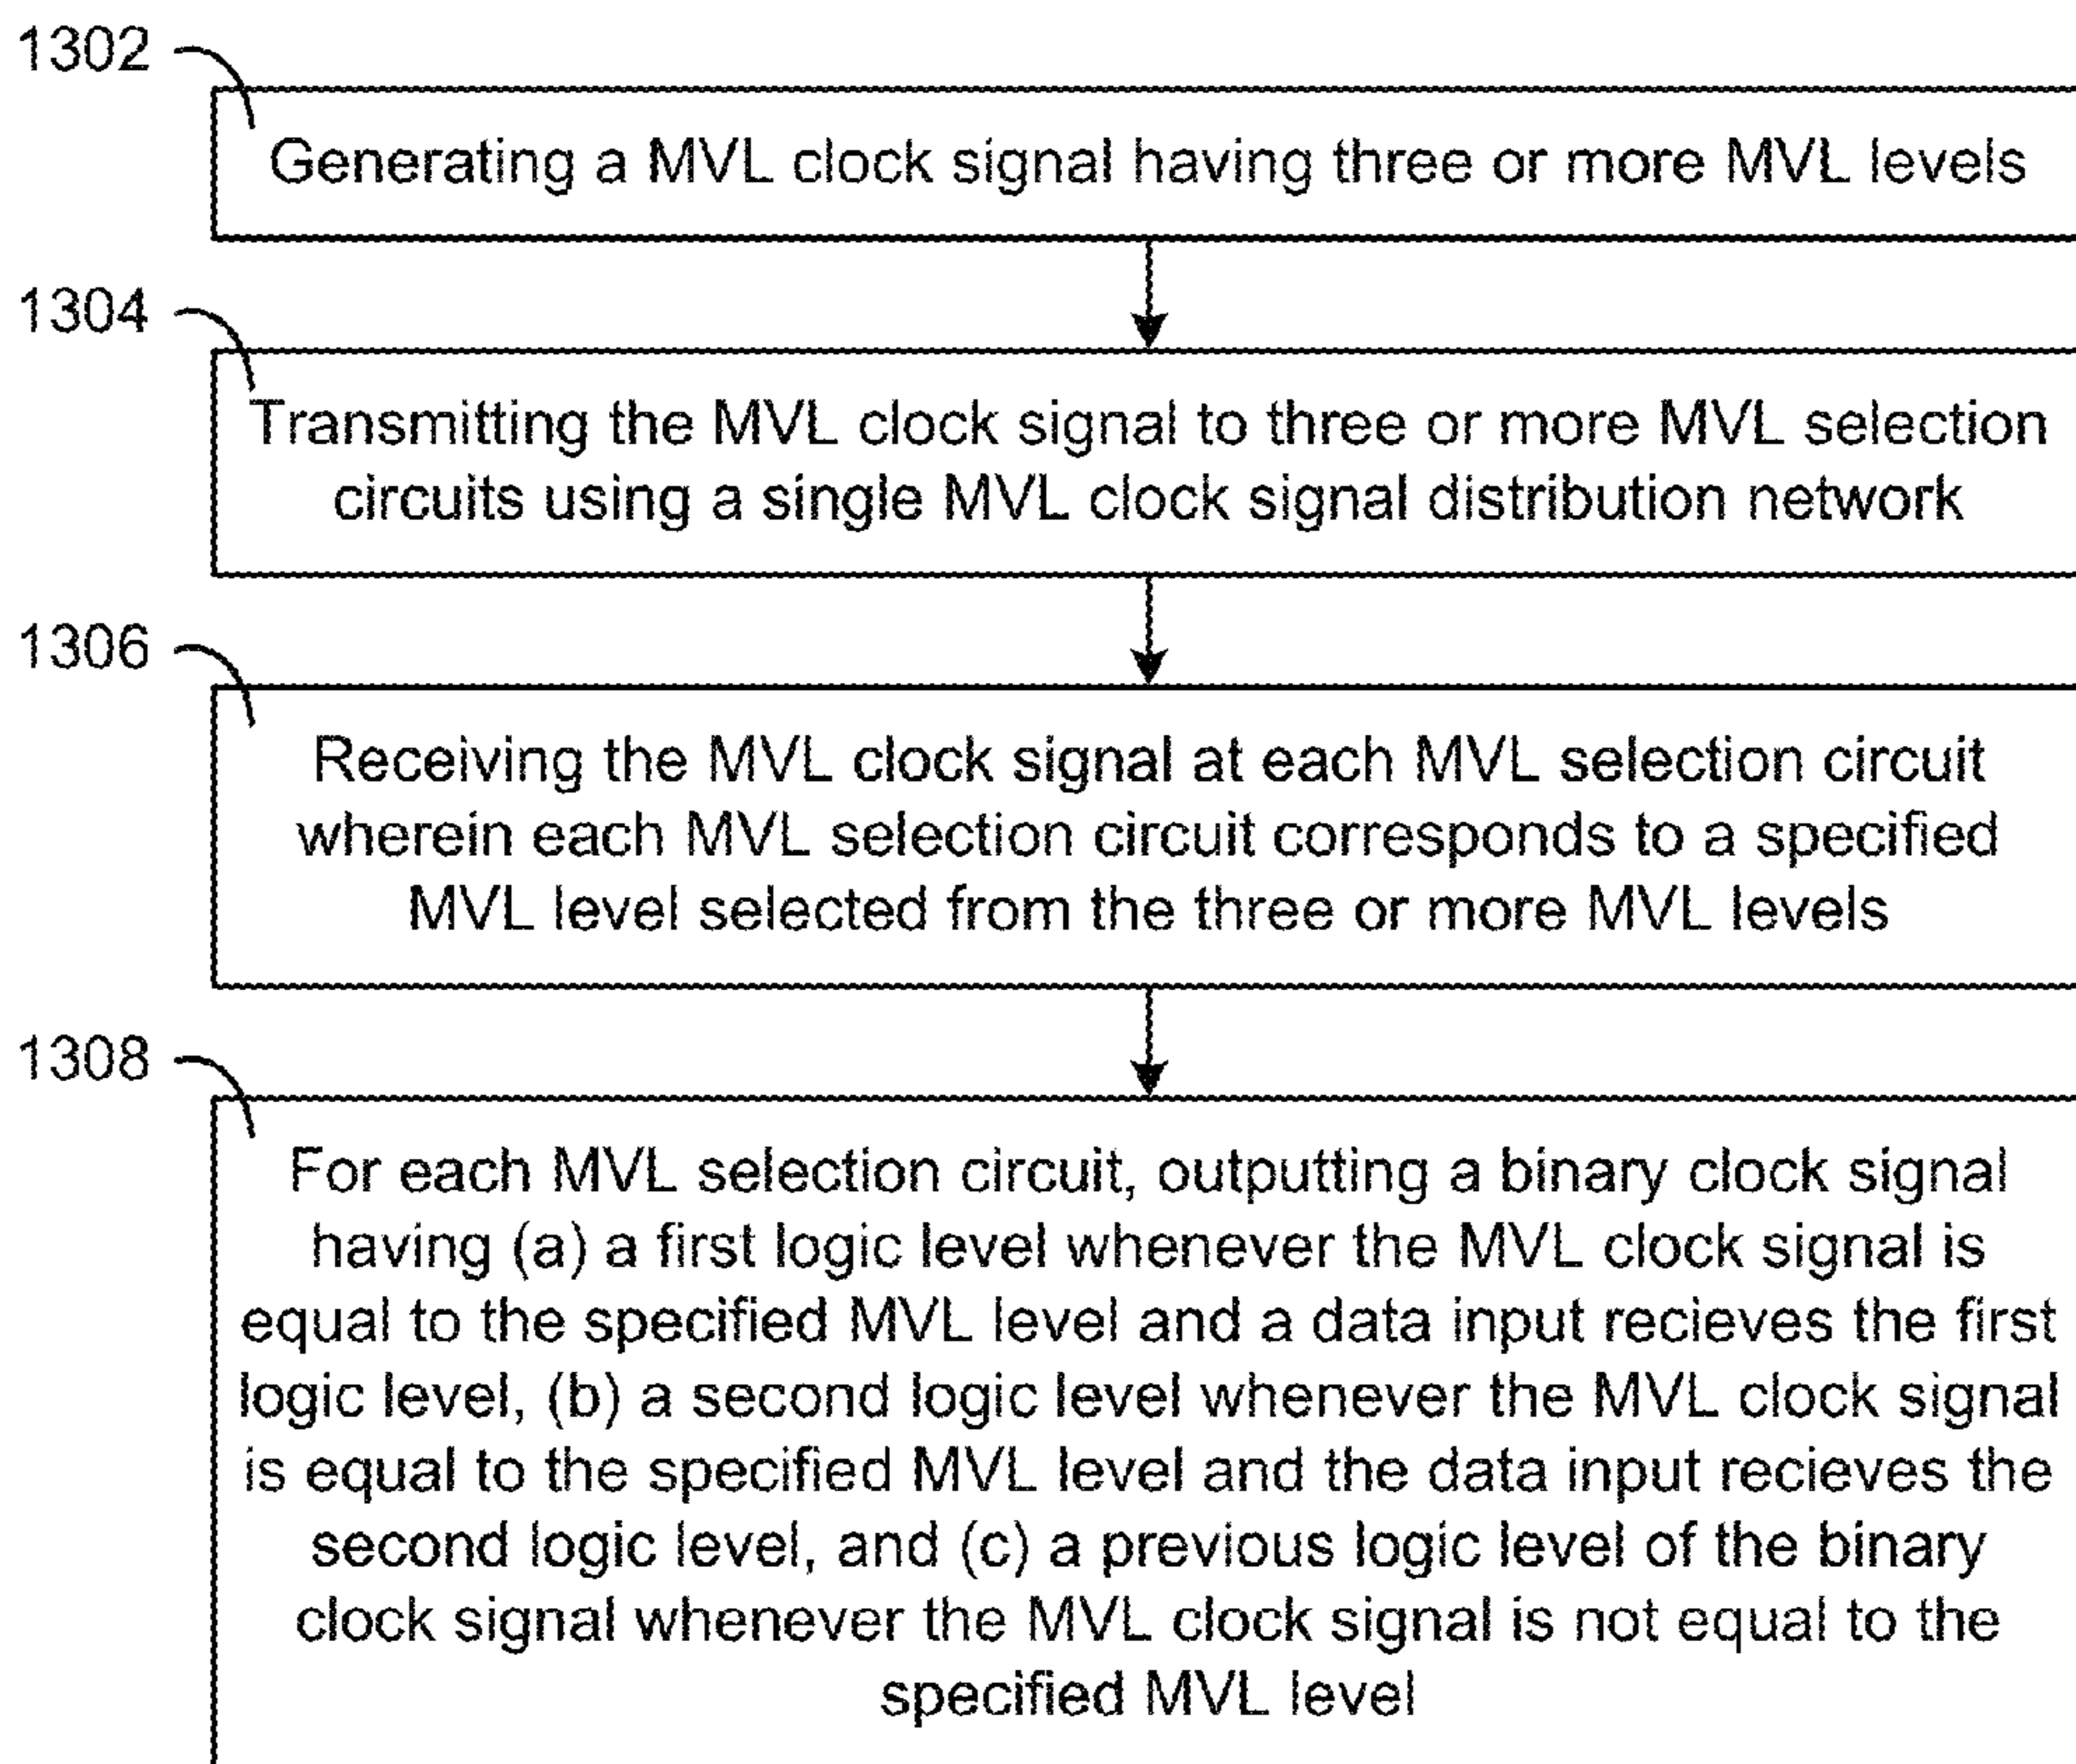 1302
Generating a MVL clock signal having three or more MVL levels
1304
Transmitting the MVL clock signal to three or more MVL selection
circuits using a single MVL clock signal distribution network
1306
Receiving the MVL clock signal at each MVL selection circuit
wherein each MVL selection circuit corresponds to a specified
MVL level selected from the three or more MVL levels
1308
For each MVL selection circuit, outputting a binary clock signal
having (a) a first logic level whenever the MVL clock signal is
equal to the specified MVL level and a data input recieves the first
logic level, (b) a second logic level whenever the MVL clock signal
is equal to the specified MVL level and the data input recieves the
second logic level, and (c) a previous logic level of the binary
clock signal whenever the MVL clock signal is not equal to the
specified MVL level